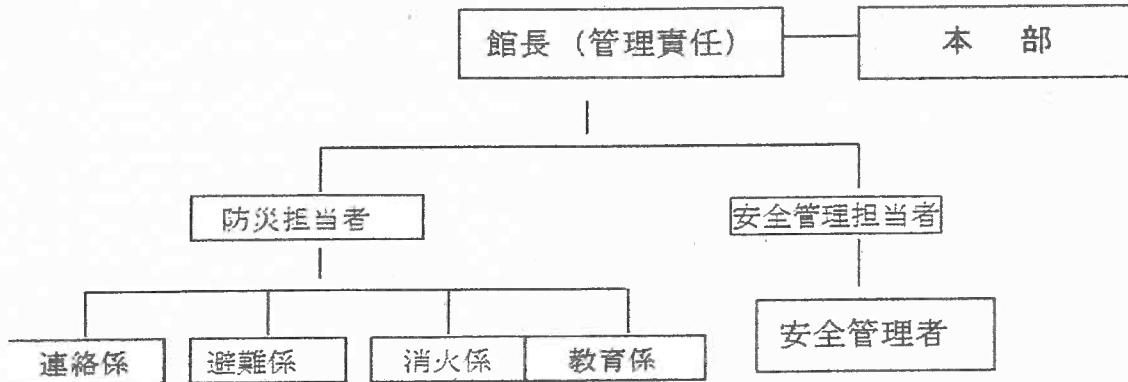 館長（管理責任）
本　部
防災担当者
安全管理担当者
安全管理者
連絡係
避難係
消火係
教育係